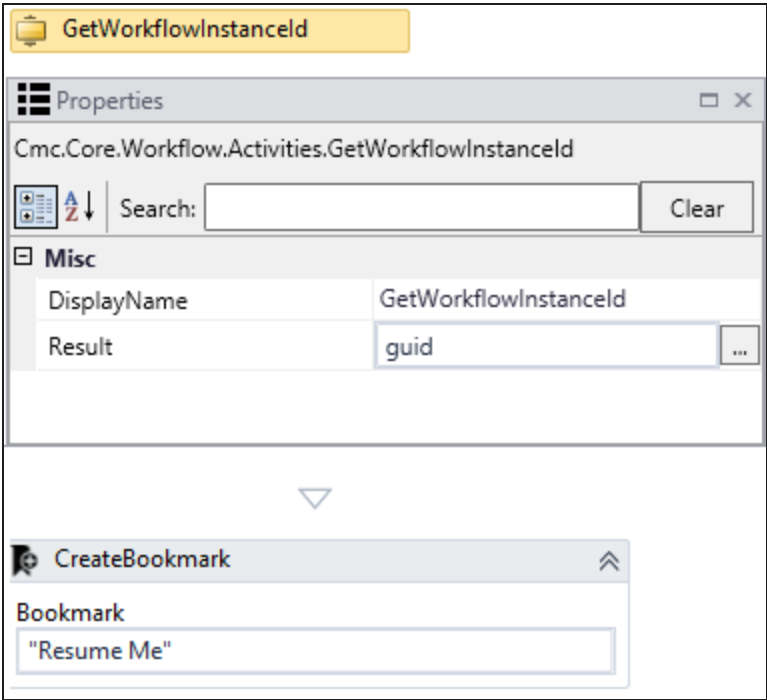 GetWorkflowInstanceId
Properties
Cmc.Core.Workflow.Activities.GetWorkflowInstanceId
Search: Clear
Misc
DisplayName GetWorkflowInstanceId
Result guid ...
CreateBookmark
Bookmark
"Resume Me"